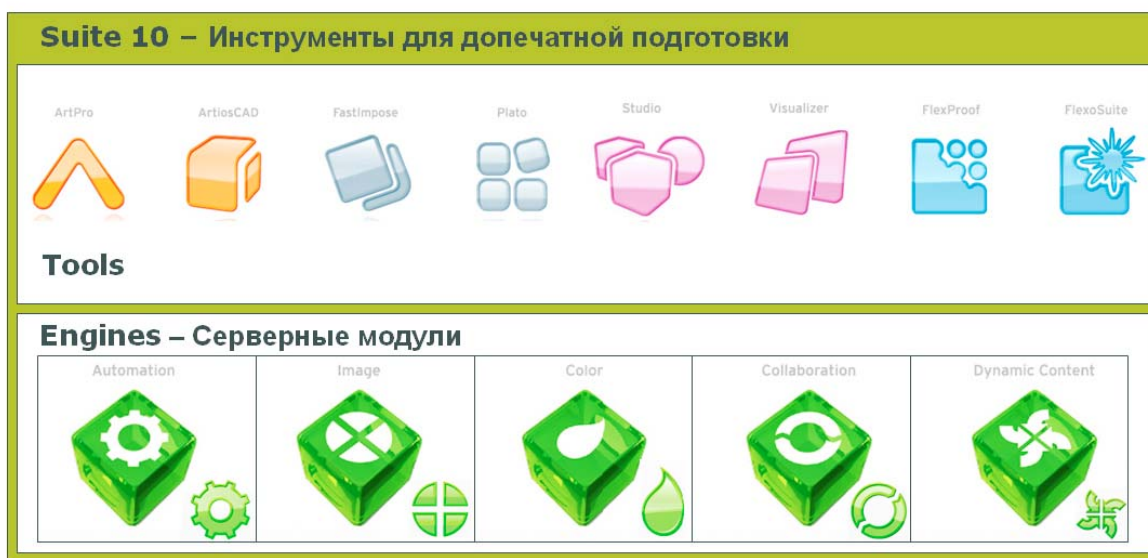 Suite 10 – Инструменты для допечатной подготовки
ArtPro ArtiosCAD FastImpose Plato Studio Visualizer FlexProof FlexoSuite
Tools
Engines – Серверные модули
Automation Image Color Collaboration Dynamic Content